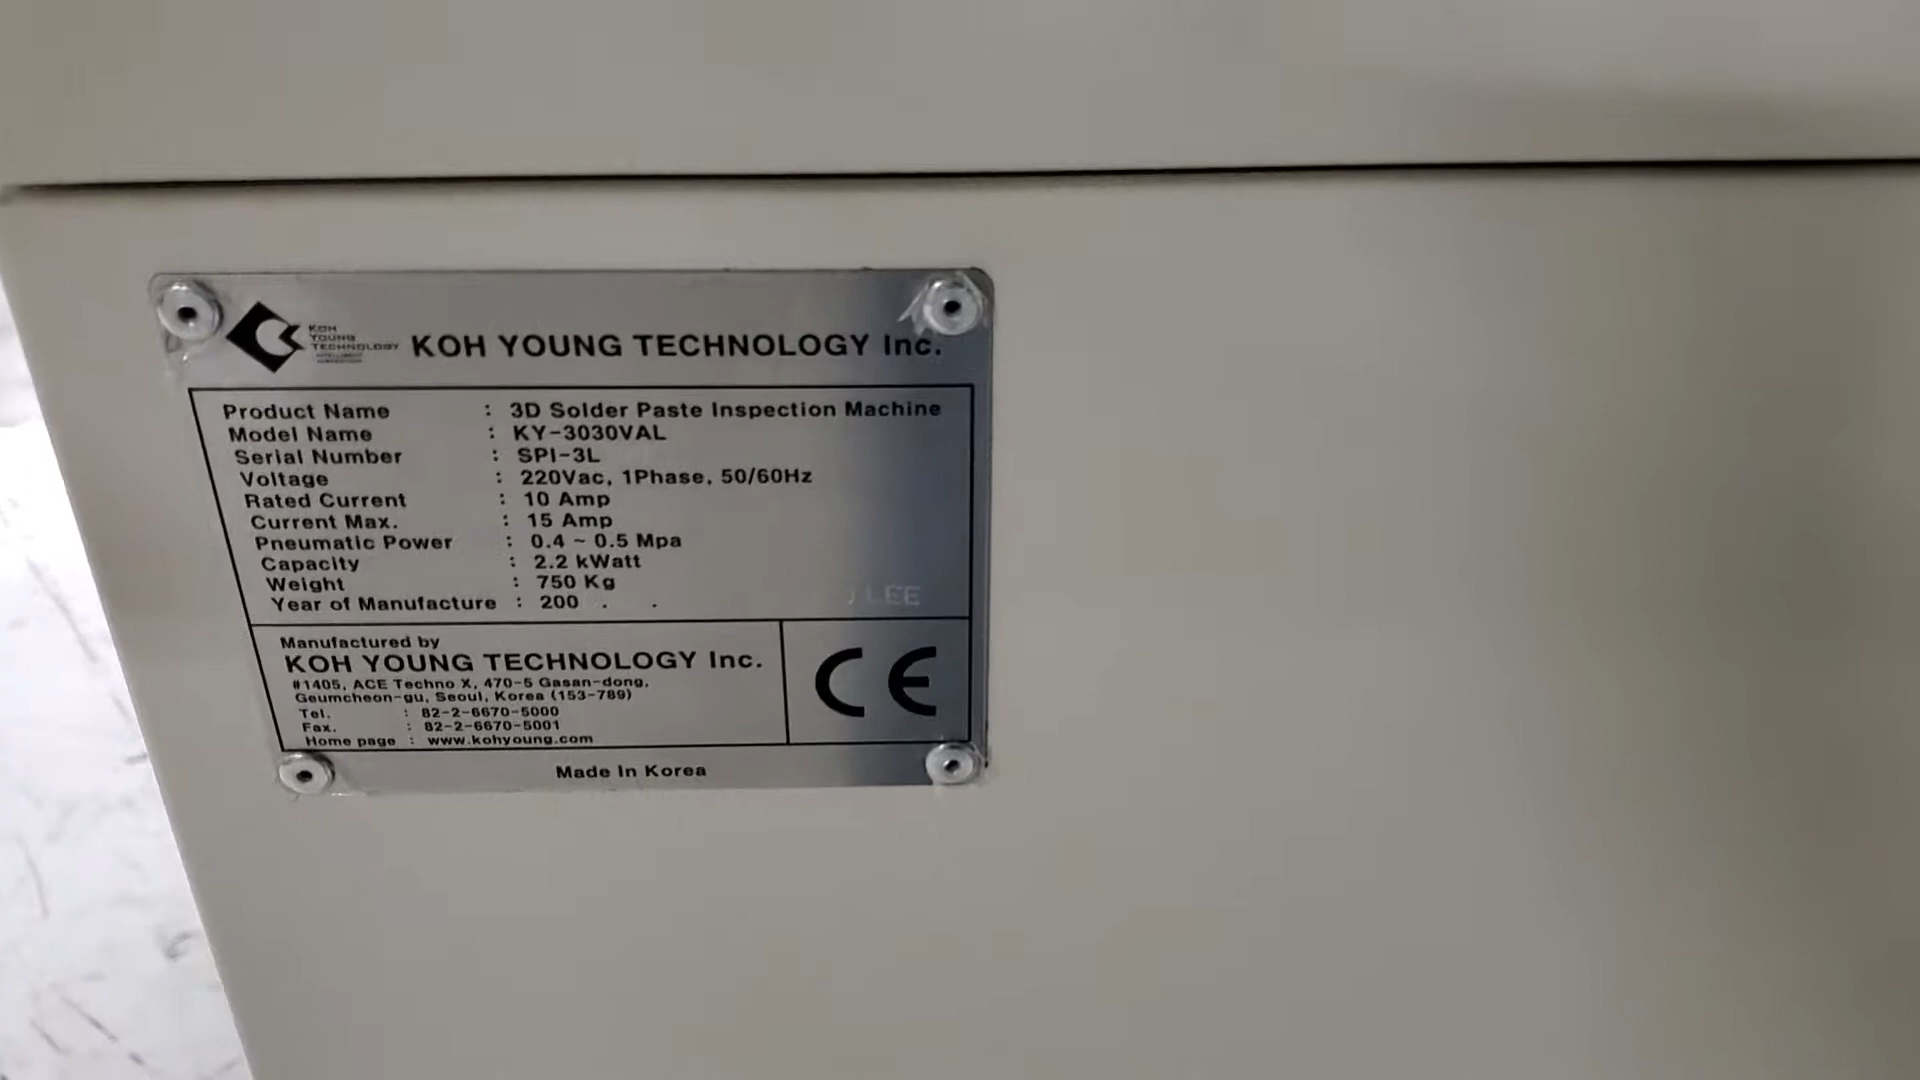 KOH
YOUNG
TECHNOLOGY
KOH YOUNG TECHNOLOGY Inc.
Product Name : 3D Solder Paste Inspection Machine
Model Name : KY-3030VAL
Serial Number : SPI-3L
Voltage : 220Vac, 1Phase, 50/60Hz
Rated Current : 10 Amp
Current Max. : 15 Amp
Pneumatic Power : 0.4 ~ 0.5 Mpa
Capacity : 2.2 kWatt
Weight : 750 Kg
Year of Manufacture : 200 . .
LEE
Manufactured by
KOH YOUNG TECHNOLOGY Inc.
#1405, ACE Techno X, 470-5 Gasan-dong,
Geumcheon-gu, Seoul, Korea (153-789)
Tel. : 82-2-6670-5000
Fax. : 82-2-6670-5001
Home page : www.kohyoung.com
CE
Made In Korea